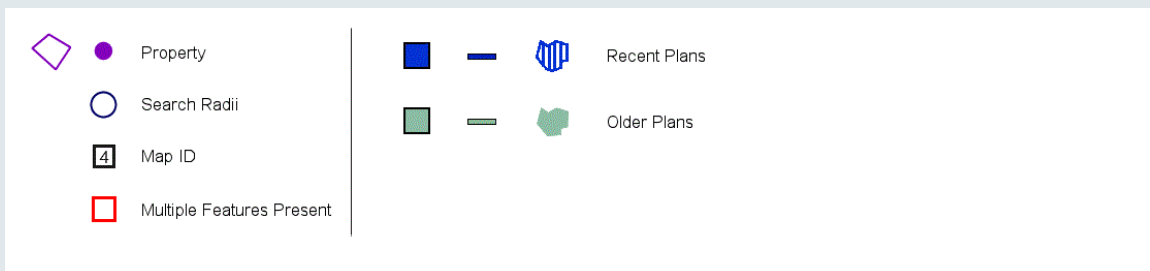 Property
Search Radii
4
Map ID
Multiple Features Present
Recent Plans
Older Plans